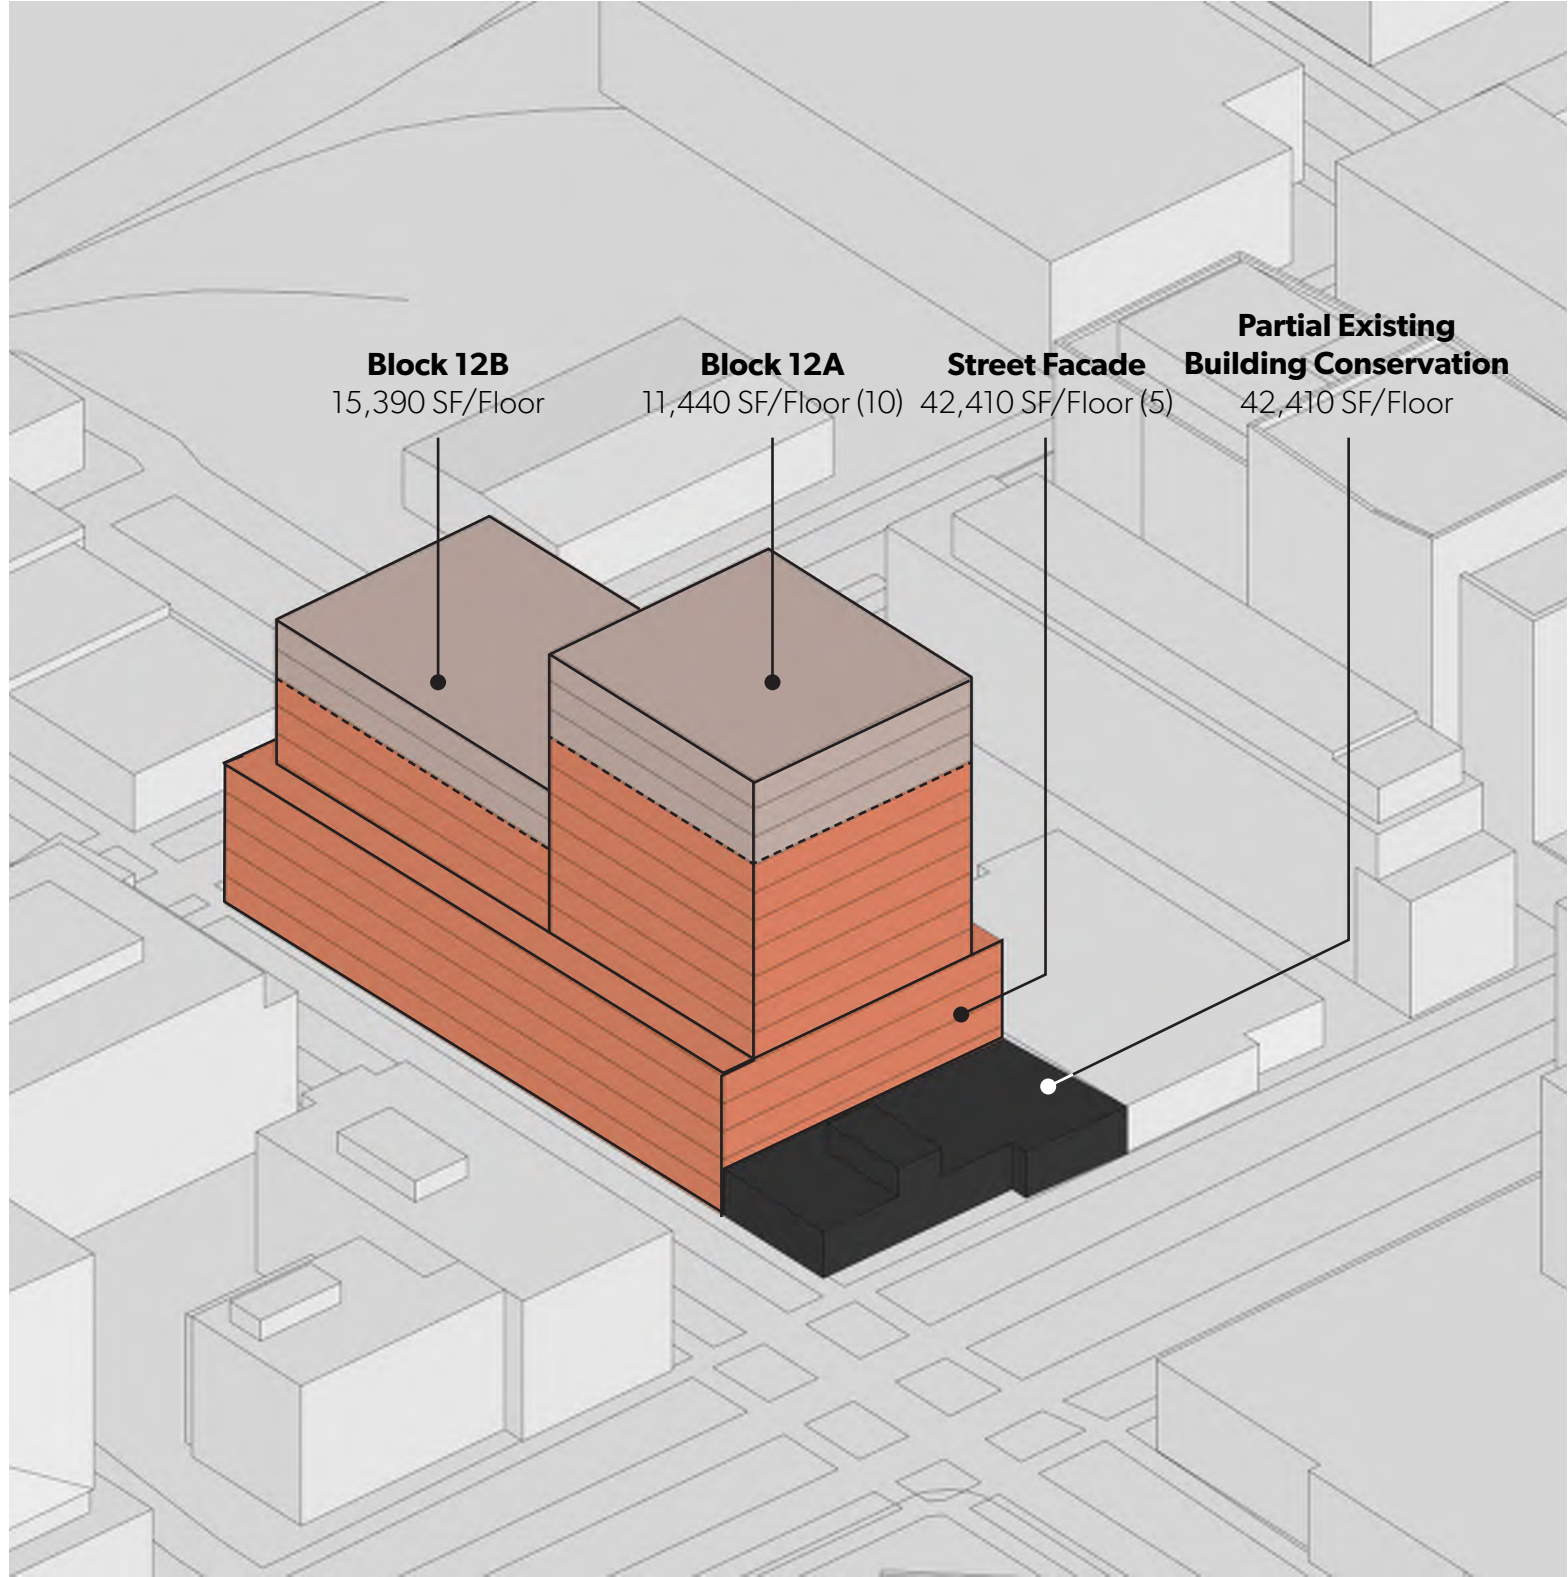 Block 12B
15,390 SF/Floor
Block 12A
11,440 SF/Floor (10)
Street Facade
42,410 SF/Floor (5)
Partial Existing
Building Conservation
42,410 SF/Floor